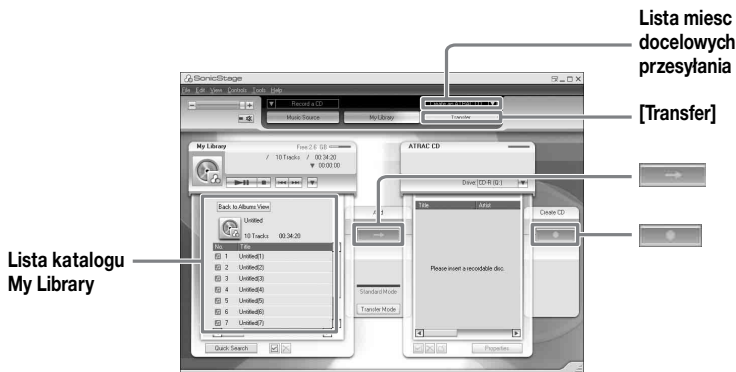 Lista miesc
docelowych
przesyłania
[Transfer]
Lista katalogu
My Library
SonicStage
File Edit View Controls Tools Help
Record a CD
Music Source
My Library
Transfer
My Library
Free:2.6 GB
/ 10 Tracks / 00:34:20
00:00:00
Back to Albums View
Untitled
10 Tracks 00:34:20
No. Title
1 Untitled(1)
2 Untitled(2)
3 Untitled(3)
4 Untitled(4)
5 Untitled(5)
6 Untitled(6)
7 Untitled(7)
Quick Search
Add
Standard Mode
Transfer Mode
ATRAC CD
Drive: CD-R (Q:)
Title Artist
Please insert a recordable disc.
Properties
Create CD